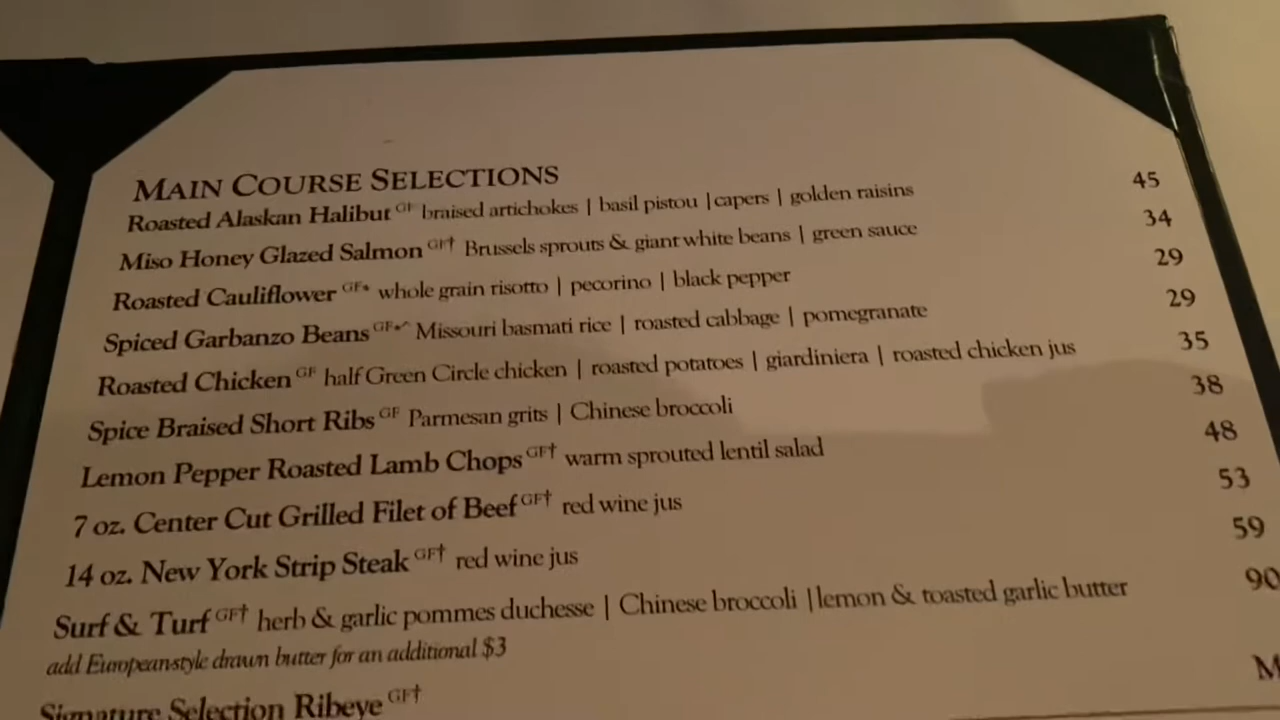 MAIN COURSE SELECTIONS
Roasted Alaskan Halibut GF braised artichokes | basil pistou | capers | golden raisins 45
Miso Honey Glazed Salmon GF† Brussels sprouts & giant white beans | green sauce 34
Roasted Cauliflower GF* whole grain risotto | pecorino | black pepper 29
Spiced Garbanzo Beans GF*^ Missouri basmati rice | roasted cabbage | pomegranate 29
Roasted Chicken GF half Green Circle chicken | roasted potatoes | giardiniera | roasted chicken jus 35
Spice Braised Short Ribs GF Parmesan grits | Chinese broccoli 38
Lemon Pepper Roasted Lamb Chops GF† warm sprouted lentil salad 48
7 oz. Center Cut Grilled Filet of Beef GF† red wine jus 53
14 oz. New York Strip Steak GF† red wine jus 59
Surf & Turf GF† herb & garlic pommes duchesse | Chinese broccoli | lemon & toasted garlic butter 90
add European-style drawn butter for an additional $3
Signature Selection Ribeye GF† M